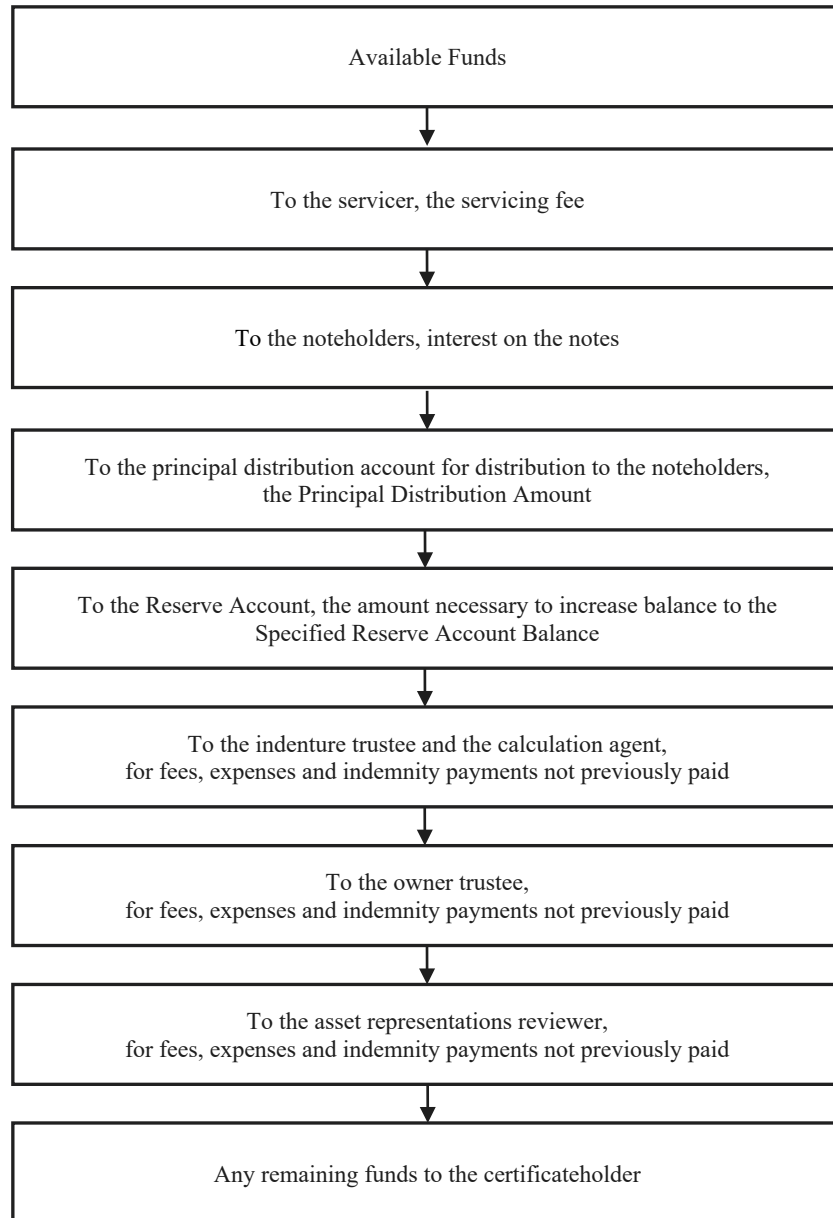 Available Funds
To the servicer, the servicing fee
To the noteholders, interest on the notes
To the principal distribution account for distribution to the noteholders,
the Principal Distribution Amount
To the Reserve Account, the amount necessary to increase balance to the
Specified Reserve Account Balance
To the indenture trustee and the calculation agent,
for fees, expenses and indemnity payments not previously paid
To the owner trustee,
for fees, expenses and indemnity payments not previously paid
To the asset representations reviewer,
for fees, expenses and indemnity payments not previously paid
Any remaining funds to the certificateholder